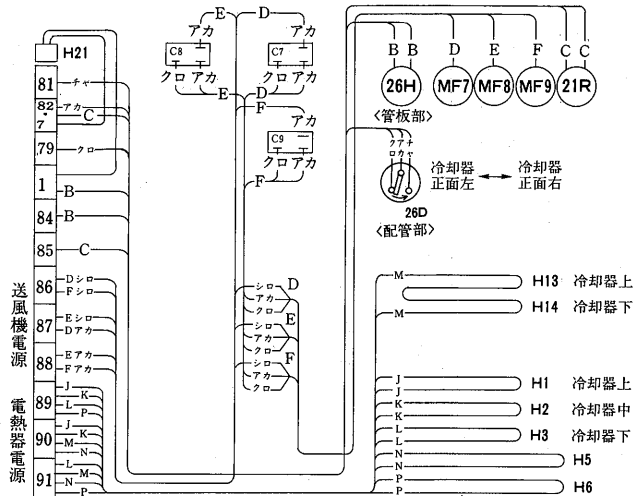 H21
81 チャ
82 アカ C
7
79 クロ
1
B
84 B
85 C
86 Dシロ
Fシロ
87 Eシロ
Dアカ
88 Eアカ
Fアカ
89 J
K
L
P
90 J
K
M
N
91 L
M
N
P
送風機電源
電熱器電源
E D
アカ アカ
C8 C7
クロ アカ クロ アカ
E D
F アカ
C9
クロ アカ
F
シロ D
アカ
クロ
シロ E
アカ
クロ
シロ F
アカ
クロ
B B D E F C C
26H MF7 MF8 MF9 21R
〈管板部〉
クロ アカ チャ
26D
〈配管部〉
冷却器正面左 冷却器正面右
M H13 冷却器上
M H14 冷却器下
J H1 冷却器上
J
K H2 冷却器中
K
L H3 冷却器下
L
N H5
N
P H6
P